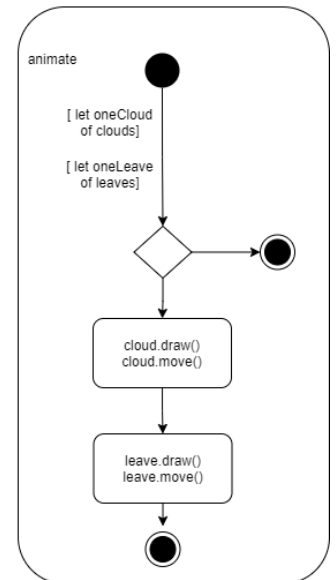 animate
[ let oneCloud
of clouds]
[ let oneLeave
of leaves]
cloud.draw()
cloud.move()
leave.draw()
leave.move()